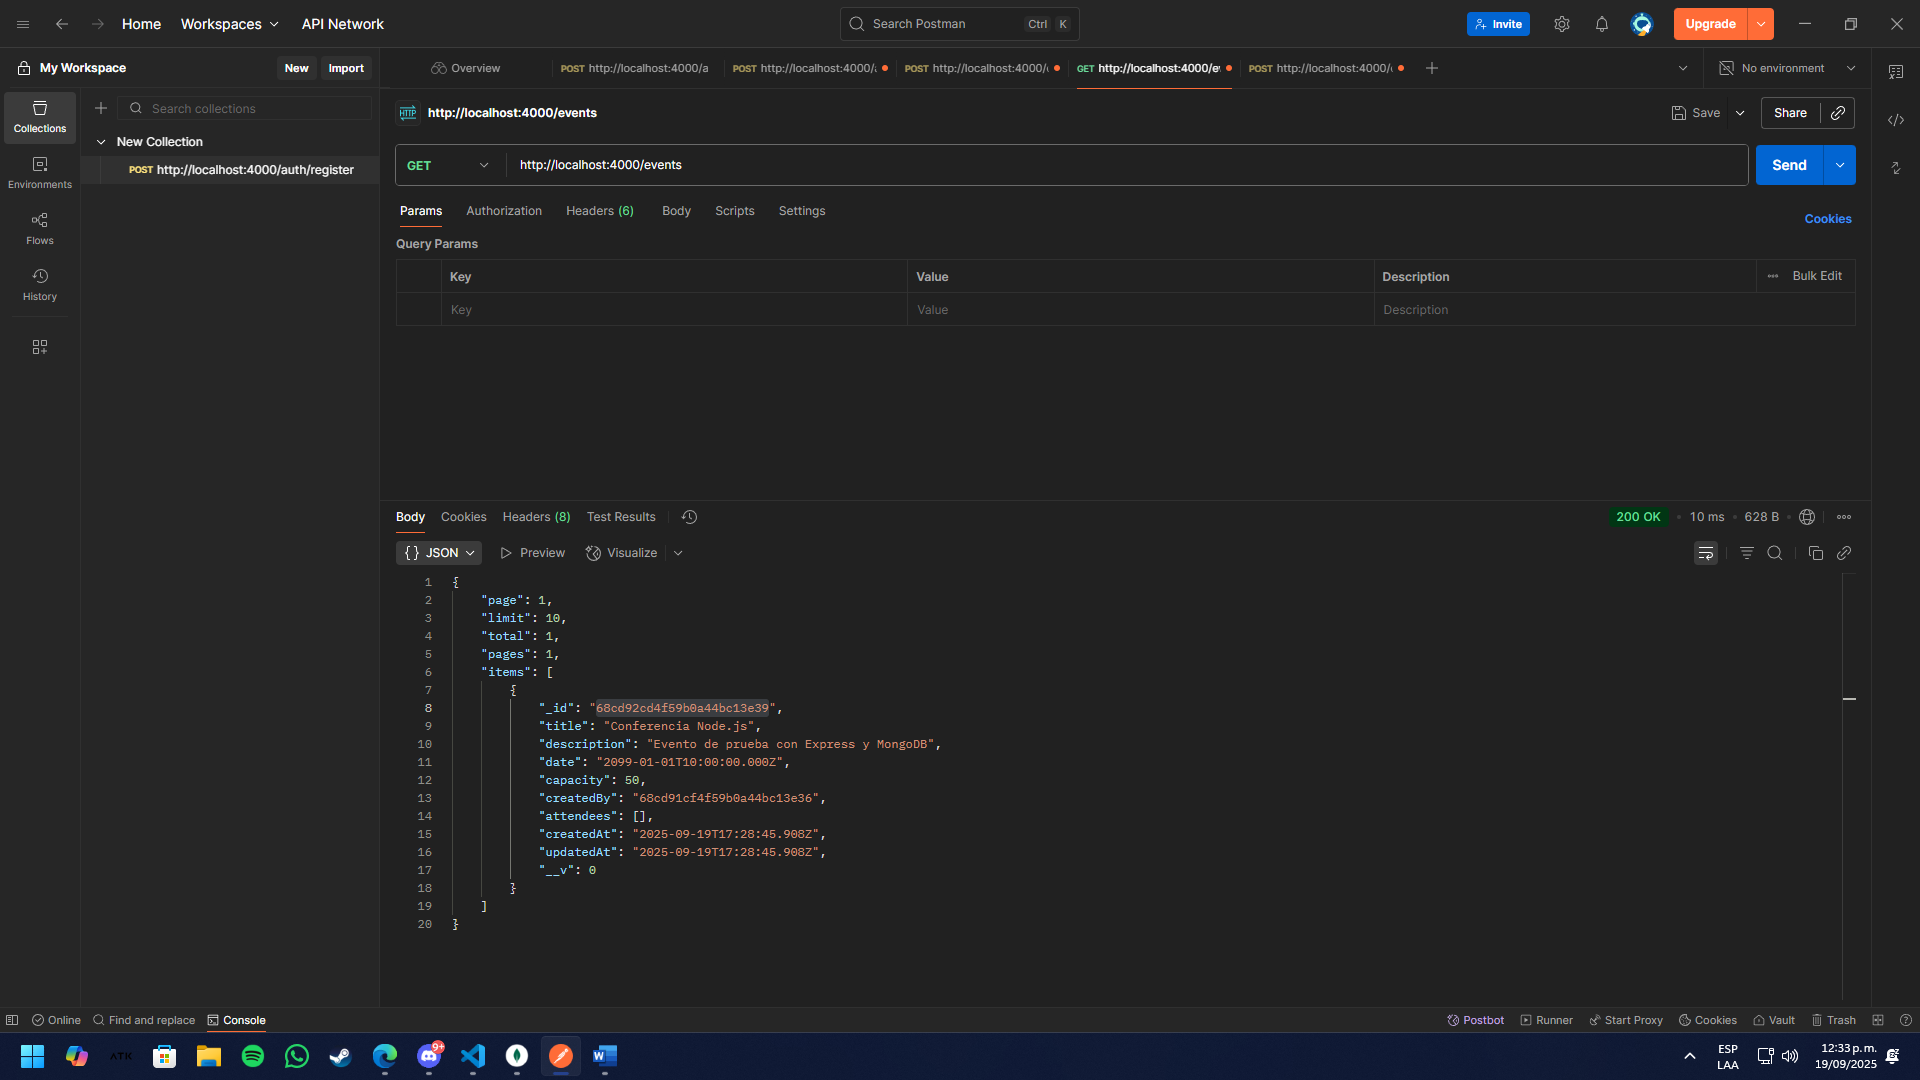 Home Workspaces API Network Search Postman Ctrl K Invite Upgrade
My Workspace New Import Overview POST http://localhost:4000/a POST http://localhost:4000/a POST http://localhost:4000/ GET http://localhost:4000/ev POST http://localhost:4000/ No environment
Collections
Environments
Flows
History
Search collections
New Collection
POST http://localhost:4000/auth/register
HTTP http://localhost:4000/events Save Share
GET http://localhost:4000/events Send
Params Authorization Headers (6) Body Scripts Settings Cookies
Query Params
Key Value Description Bulk Edit
Key Value Description
Body Cookies Headers (8) Test Results 200 OK 10 ms 628 B
{} JSON Preview Visualize
1 {
2 "page": 1,
3 "limit": 10,
4 "total": 1,
5 "pages": 1,
6 "items": [
7 {
8 "_id": "68cd92cd4f59b0a44bc13e39",
9 "title": "Conferencia Node.js",
10 "description": "Evento de prueba con Express y MongoDB",
11 "date": "2099-01-01T10:00:00.000Z",
12 "capacity": 50,
13 "createdBy": "68cd91cf4f59b0a44bc13e36",
14 "attendees": [],
15 "createdAt": "2025-09-19T17:28:45.908Z",
16 "updatedAt": "2025-09-19T17:28:45.908Z",
17 "__v": 0
18 }
19 ]
20 }
Online Find and replace Console Postbot Runner Start Proxy Cookies Vault Trash
ATK 9+ W
ESP
LAA
12:33 p. m.
19/09/2025